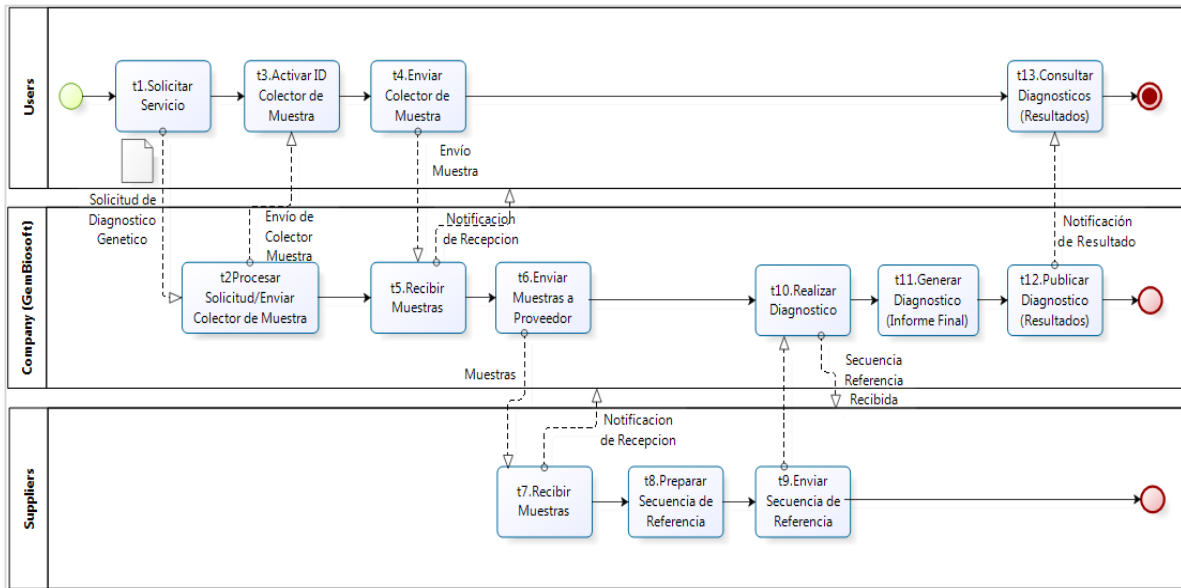 Users
t1.Solicitar
Servicio
t3.Activar ID
Colector de
Muestra
t4.Enviar
Colector de
Muestra
t13.Consultar
Diagnosticos
(Resultados)
Envío
Muestra
Solicitud de
Diagnostico
Genetico
Company (GemBiosoft)
Envío de
Colector
Muestra
Notificacion
de Recepcion
Notificación
de Resultado
t2Procesar
Solicitud/Enviar
Colector de Muestra
t5.Recibir
Muestras
t6.Enviar
Muestras a
Proveedor
t10.Realizar
Diagnostico
t11.Generar
Diagnostico
(Informe Final)
t12.Publicar
Diagnostico
(Resultados)
Muestras
Secuencia
Referencia
Recibida
Suppliers
Notificacion
de Recepcion
t7.Recibir
Muestras
t8.Preparar
Secuencia de
Referencia
t9.Enviar
Secuencia de
Referencia